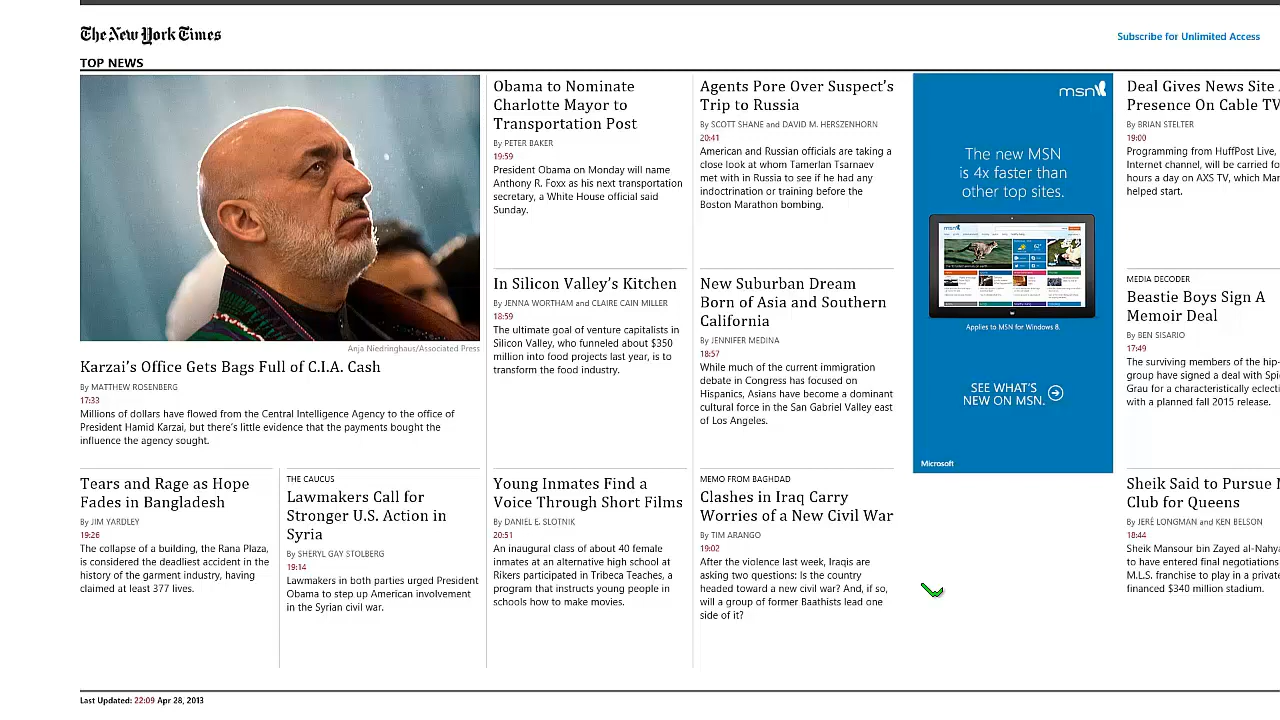 The New York Times
Subscribe for Unlimited Access
TOP NEWS
Anja Niedringhaus/Associated Press
Karzai's Office Gets Bags Full of C.I.A. Cash
By MATTHEW ROSENBERG
17:33
Millions of dollars have flowed from the Central Intelligence Agency to the office of
President Hamid Karzai, but there's little evidence that the payments bought the
influence the agency sought.
Tears and Rage as Hope
Fades in Bangladesh
By JIM YARDLEY
19:26
The collapse of a building, the Rana Plaza,
is considered the deadliest accident in the
history of the garment industry, having
claimed at least 377 lives.
THE CAUCUS
Lawmakers Call for
Stronger U.S. Action in
Syria
By SHERYL GAY STOLBERG
19:14
Lawmakers in both parties urged President
Obama to step up American involvement
in the Syrian civil war.
Obama to Nominate
Charlotte Mayor to
Transportation Post
By PETER BAKER
19:59
President Obama on Monday will name
Anthony R. Foxx as his next transportation
secretary, a White House official said
Sunday.
In Silicon Valley's Kitchen
By JENNA WORTHAM and CLAIRE CAIN MILLER
18:59
The ultimate goal of venture capitalists in
Silicon Valley, who funneled about $350
million into food projects last year, is to
transform the food industry.
Young Inmates Find a
Voice Through Short Films
By DANIEL E. SLOTNIK
20:51
An inaugural class of about 40 female
inmates at an alternative high school at
Rikers participated in Tribeca Teaches, a
program that instructs young people in
schools how to make movies.
Agents Pore Over Suspect's
Trip to Russia
By SCOTT SHANE and DAVID M. HERSZENHORN
20:41
American and Russian officials are taking a
close look at whom Tamerlan Tsarnaev
met with in Russia to see if he had any
indoctrination or training before the
Boston Marathon bombing.
New Suburban Dream
Born of Asia and Southern
California
By JENNIFER MEDINA
18:57
While much of the current immigration
debate in Congress has focused on
Hispanics, Asians have become a dominant
cultural force in the San Gabriel Valley east
of Los Angeles.
MEMO FROM BAGHDAD
Clashes in Iraq Carry
Worries of a New Civil War
By TIM ARANGO
19:02
After the violence last week, Iraqis are
asking two questions: Is the country
headed toward a new civil war? And, if so,
will a group of former Baathists lead one
side of it?
msn
The new MSN
is 4x faster than
other top sites.
Applies to MSN for Windows 8.
SEE WHAT'S
NEW ON MSN.
Microsoft
Deal Gives News Site
Presence On Cable TV
By BRIAN STELTER
19:00
Programming from HuffPost Live,
Internet channel, will be carried fo
hours a day on AXS TV, which Mar
helped start.
MEDIA DECODER
Beastie Boys Sign A
Memoir Deal
By BEN SISARIO
17:49
The surviving members of the hip-
group have signed a deal with Spie
Grau for a characteristically eclecti
with a planned fall 2015 release.
Sheik Said to Pursue M
Club for Queens
By JERÉ LONGMAN and KEN BELSON
18:44
Sheik Mansour bin Zayed al-Nahya
to have entered final negotiations
M.L.S. franchise to play in a private
financed $340 million stadium.
Last Updated: 22:09 Apr 28, 2013